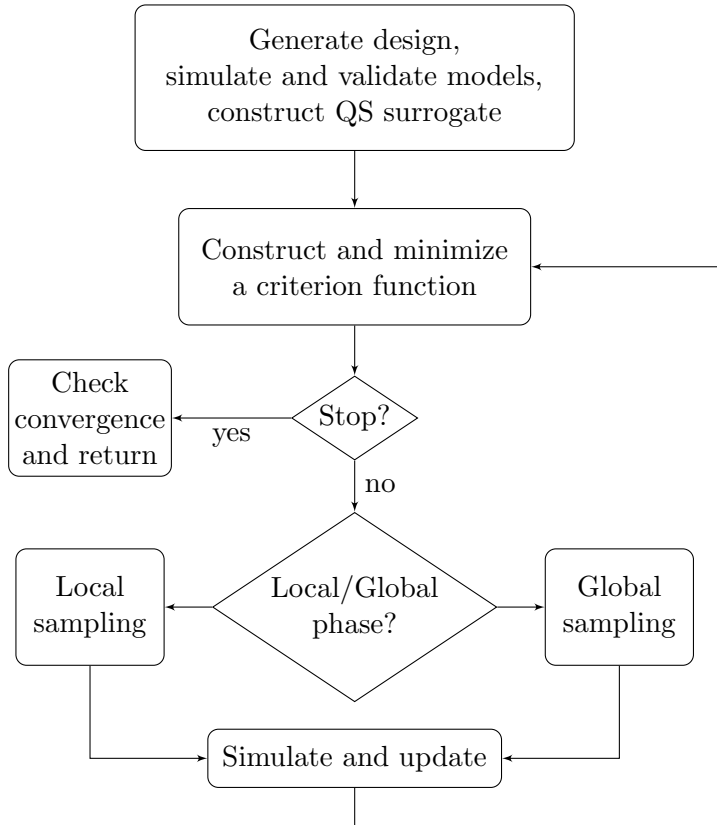 Generate design,
simulate and validate models,
construct QS surrogate
Construct and minimize
a criterion function
Check
convergence
and return
yes
Stop?
no
Local
sampling
Local/Global
phase?
Global
sampling
Simulate and update